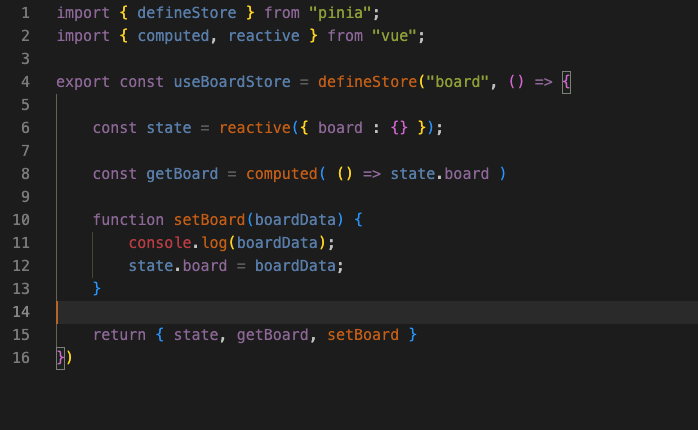 1 import { defineStore } from "pinia";
2 import { computed, reactive } from "vue";
3
4 export const useBoardStore = defineStore("board", () => {
5
6     const state = reactive({ board : {} });
7
8     const getBoard = computed( () => state.board )
9
10     function setBoard(boardData) {
11         console.log(boardData);
12         state.board = boardData;
13     }
14
15     return { state, getBoard, setBoard }
16 })